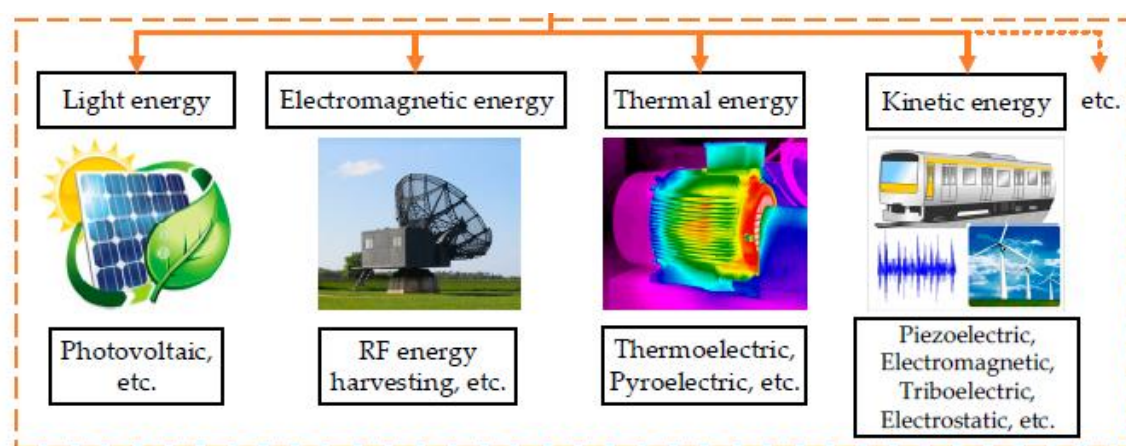 Light energy
Electromagnetic energy
Thermal energy
Kinetic energy
etc.
Photovoltaic,
etc.
RF energy
harvesting, etc.
Thermoelectric,
Pyroelectric, etc.
Piezoelectric,
Electromagnetic,
Triboelectric,
Electrostatic, etc.